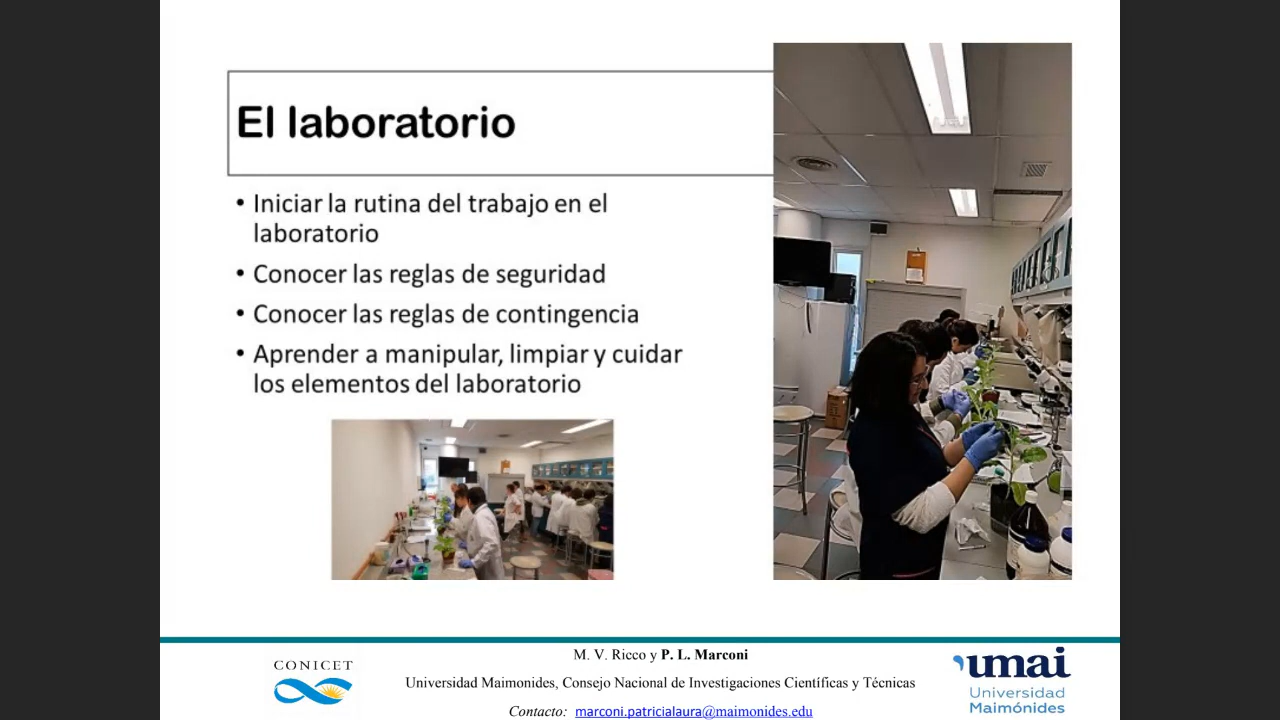 El laboratorio
• Iniciar la rutina del trabajo en el
laboratorio
• Conocer las reglas de seguridad
• Conocer las reglas de contingencia
• Aprender a manipular, limpiar y cuidar
los elementos del laboratorio
CONICET
M. V. Ricco y P. L. Marconi
Universidad Maimonides, Consejo Nacional de Investigaciones Científicas y Técnicas
Contacto: marconi.patricialaura@maimonides.edu
umai
Universidad
Maimónides